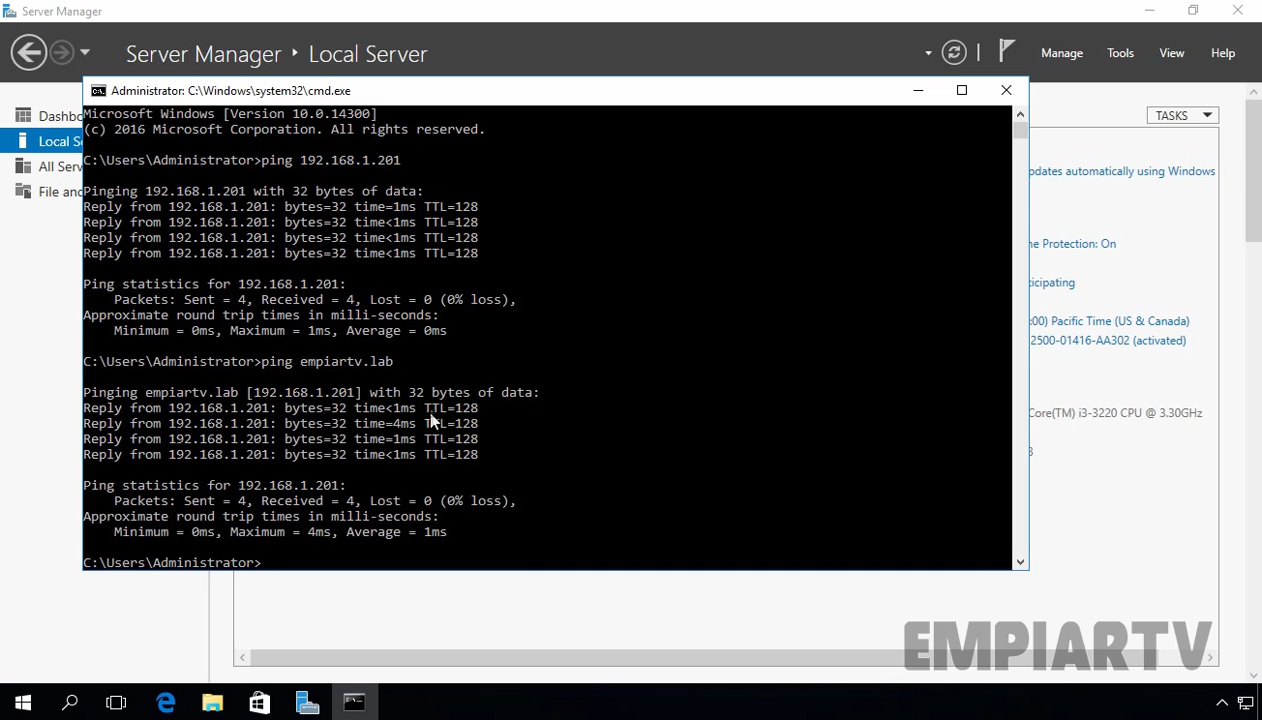 Server Manager
Server Manager ‣ Local Server
Manage Tools View Help
Administrator: C:\Windows\system32\cmd.exe
Microsoft Windows [Version 10.0.14300]
(c) 2016 Microsoft Corporation. All rights reserved.
C:\Users\Administrator>ping 192.168.1.201
Pinging 192.168.1.201 with 32 bytes of data:
Reply from 192.168.1.201: bytes=32 time=1ms TTL=128
Reply from 192.168.1.201: bytes=32 time<1ms TTL=128
Reply from 192.168.1.201: bytes=32 time<1ms TTL=128
Reply from 192.168.1.201: bytes=32 time<1ms TTL=128
Ping statistics for 192.168.1.201:
Packets: Sent = 4, Received = 4, Lost = 0 (0% loss),
Approximate round trip times in milli-seconds:
Minimum = 0ms, Maximum = 1ms, Average = 0ms
C:\Users\Administrator>ping empiartv.lab
Pinging empiartv.lab [192.168.1.201] with 32 bytes of data:
Reply from 192.168.1.201: bytes=32 time<1ms TTL=128
Reply from 192.168.1.201: bytes=32 time=4ms TTL=128
Reply from 192.168.1.201: bytes=32 time=1ms TTL=128
Reply from 192.168.1.201: bytes=32 time<1ms TTL=128
Ping statistics for 192.168.1.201:
Packets: Sent = 4, Received = 4, Lost = 0 (0% loss),
Approximate round trip times in milli-seconds:
Minimum = 0ms, Maximum = 4ms, Average = 1ms
C:\Users\Administrator>
Dashbo
Local Se
All Serv
File anc
TASKS
pdates automatically using Windows
ne Protection: On
ticipating
:00) Pacific Time (US & Canada)
2500-01416-AA302 (activated)
Core(TM) i3-3220 CPU @ 3.30GHz
EMPIARTV